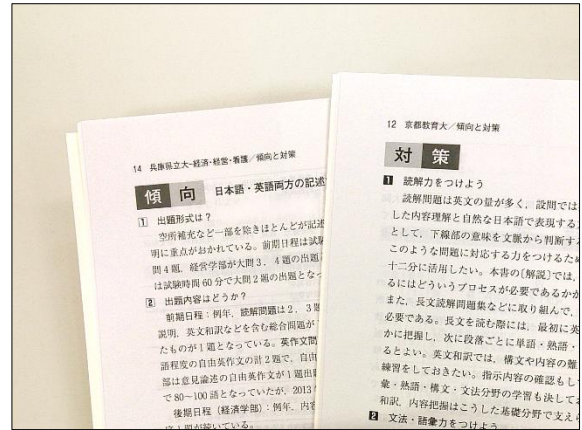 14 兵庫県立大-経済・経営・看護／傾向と対策
傾向 日本語・英語両方の記述
1 出題形式は？
空所補充など一部を除きほとんどが記述
明に重点がおかれている。前期日程は試験
問4題，経営学部が大問3，4題の出題
は試験時間60分で大問2題の出題となっ
2 出題内容はどうか？
前期日程：例年，読解問題は2，3題
説明，英文和訳などを含む総合問題が
たものが1題となっている。英作文問
語程度の自由英作文の計2題で，自由
部は意見論述の自由英作文が1題出題
で80～100語となっていたが，2013
後期日程（経済学部）：例年，内容
序1問が続いている。
12 京都教育大／傾向と対策
対策
1 読解力をつけよう
読解問題は英文の量が多く，設問では
した内容理解と自然な日本語で表現する
として，下線部の意味を文脈から判断す
このような問題に対応する力をつけるため
十二分に活用したい。本書の〔解説〕では，
るにはどういうプロセスが必要であるかが
また，長文読解問題集などに取り組んで，
必要である。長文を読む際には，最初に英
かに把握し，次に段落ごとに単語・熟語・
るとよい。英文和訳では，構文や内容の難
練習をしておきたい。指示内容の確認もし
彙・熟語・構文・文法分野の学習も決して
和訳，内容把握はこうした基礎分野で支えら
2 文法・語彙力をつけよう